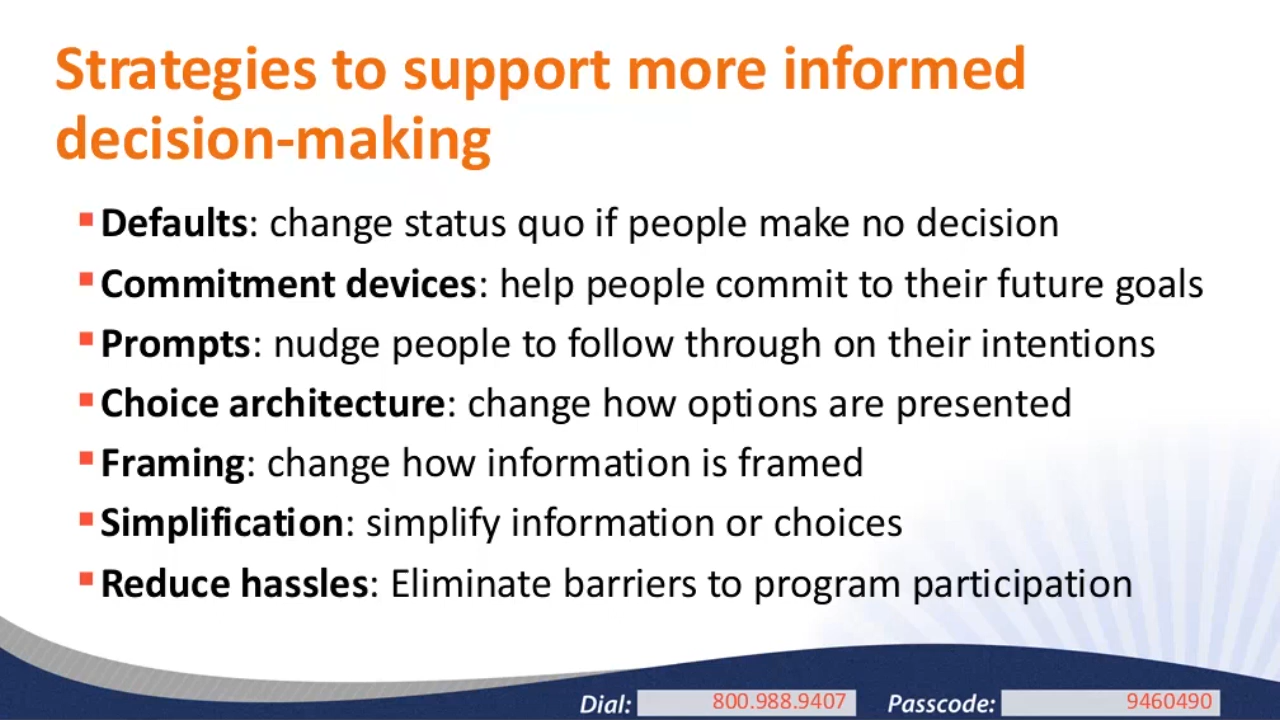 Strategies to support more informed
decision-making
▪Defaults: change status quo if people make no decision
▪Commitment devices: help people commit to their future goals
▪Prompts: nudge people to follow through on their intentions
▪Choice architecture: change how options are presented
▪Framing: change how information is framed
▪Simplification: simplify information or choices
▪Reduce hassles: Eliminate barriers to program participation
Dial: 800.988.9407 Passcode: 9460490